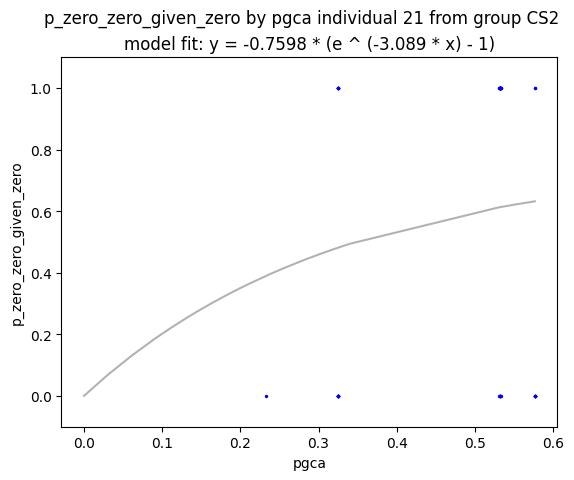 p_zero_zero_given_zero by pgca individual 21 from group CS2
model fit: y = -0.7598 * (e ^ (-3.089 * x) - 1)
1.0
0.8
0.6
0.4
0.2
0.0
p_zero_zero_given_zero
0.0 0.1 0.2 0.3 0.4 0.5 0.6
pgca